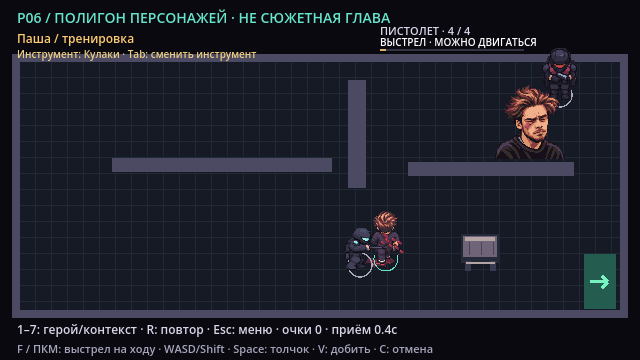 P06 / ПОЛИГОН ПЕРСОНАЖЕЙ · НЕ СЮЖЕТНАЯ ГЛАВА
Паша / тренировка
ПИСТОЛЕТ · 4 / 4
ВЫСТРЕЛ · МОЖНО ДВИГАТЬСЯ
Инструмент: Кулаки · Tab: сменить инструмент
1–7: герой/контекст · R: повтор · Esc: меню · очки 0 · приём 0.4с
F / ПКМ: выстрел на ходу · WASD/Shift · Space: толчок · V: добить · C: отмена